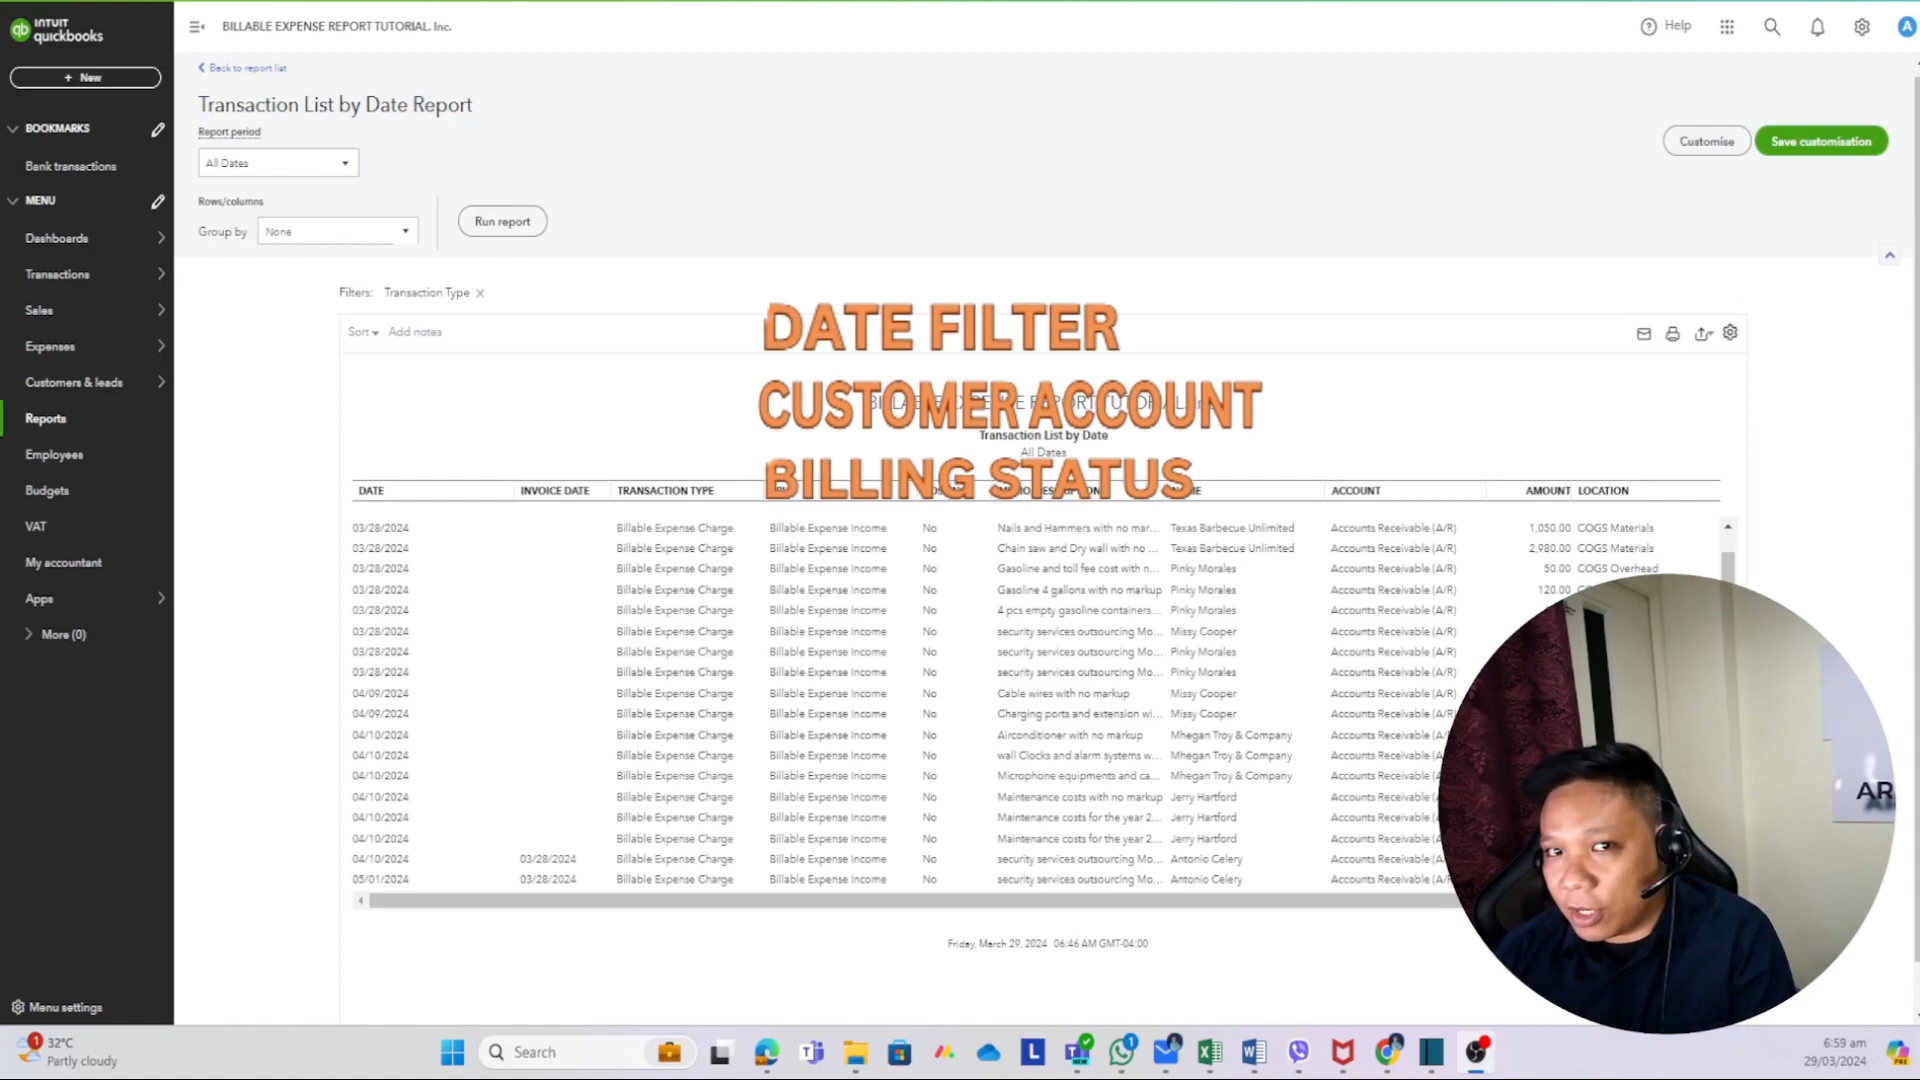 INTUIT
quickbooks
BILLABLE EXPENSE REPORT TUTORIAL. Inc.
Help
A
+ New
BOOKMARKS
Bank transactions
MENU
Dashboards
Transactions
Sales
Expenses
Customers & leads
Reports
Employees
Budgets
VAT
My accountant
Apps
More (0)
Menu settings
Back to report list
Transaction List by Date Report
Report period
All Dates
Rows/columns
Group by
None
Run report
Customise
Save customisation
Filters: Transaction Type X
Sort Add notes
DATE FILTER
CUSTOMER ACCOUNT
BILLING STATUS
Transaction List by Date
All Dates
DATE INVOICE DATE TRANSACTION TYPE ACCOUNT AMOUNT LOCATION
03/28/2024 Billable Expense Charge Billable Expense Income No Nails and Hammers with no mar... Texas Barbecue Unlimited Accounts Receivable (A/R) 1,050.00 COGS Materials
03/28/2024 Billable Expense Charge Billable Expense Income No Chain saw and Dry wall with no ... Texas Barbecue Unlimited Accounts Receivable (A/R) 2,980.00 COGS Materials
03/28/2024 Billable Expense Charge Billable Expense Income No Gasoline and toll fee cost with n... Pinky Morales Accounts Receivable (A/R) 50.00 COGS Overhead
03/28/2024 Billable Expense Charge Billable Expense Income No Gasoline 4 gallons with no markup Pinky Morales Accounts Receivable (A/R) 120.00
03/28/2024 Billable Expense Charge Billable Expense Income No 4 pcs empty gasoline containers... Pinky Morales Accounts Receivable (A/R)
03/28/2024 Billable Expense Charge Billable Expense Income No security services outsourcing Mo... Missy Cooper Accounts Receivable (A/R)
03/28/2024 Billable Expense Charge Billable Expense Income No security services outsourcing Mo... Pinky Morales Accounts Receivable (A/R)
03/28/2024 Billable Expense Charge Billable Expense Income No security services outsourcing Mo... Pinky Morales Accounts Receivable (A/R)
04/09/2024 Billable Expense Charge Billable Expense Income No Cable wires with no markup Missy Cooper Accounts Receivable (A/R)
04/09/2024 Billable Expense Charge Billable Expense Income No Charging ports and extension wi... Missy Cooper Accounts Receivable (A/R)
04/10/2024 Billable Expense Charge Billable Expense Income No Airconditioner with no markup Mhegan Troy & Company Accounts Receivable (A/
04/10/2024 Billable Expense Charge Billable Expense Income No wall Clocks and alarm systems w... Mhegan Troy & Company Accounts Receivable (A/
04/10/2024 Billable Expense Charge Billable Expense Income No Microphone equipments and ca... Mhegan Troy & Company Accounts Receivable (A/
04/10/2024 Billable Expense Charge Billable Expense Income No Maintenance costs with no markup Jerry Hartford Accounts Receivable (A/
04/10/2024 Billable Expense Charge Billable Expense Income No Maintenance costs for the year 2... Jerry Hartford Accounts Receivable (A/
04/10/2024 Billable Expense Charge Billable Expense Income No Maintenance costs for the year 2... Jerry Hartford Accounts Receivable (A/
04/10/2024 03/28/2024 Billable Expense Charge Billable Expense Income No security services outsourcing Mo... Antonio Celery Accounts Receivable (A/
05/01/2024 03/28/2024 Billable Expense Charge Billable Expense Income No security services outsourcing Mo... Antonio Celery Accounts Receivable (A/R
Friday, March 29, 2024 06:46 AM GMT-04:00
AR
1
32°C
Partly cloudy
Search
L
NEW
1
6:59 am
29/03/2024
PRE